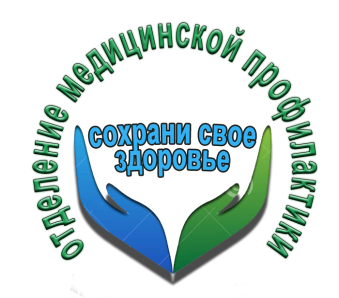 отделение медицинской профилактики
сохрани свое
здоровье